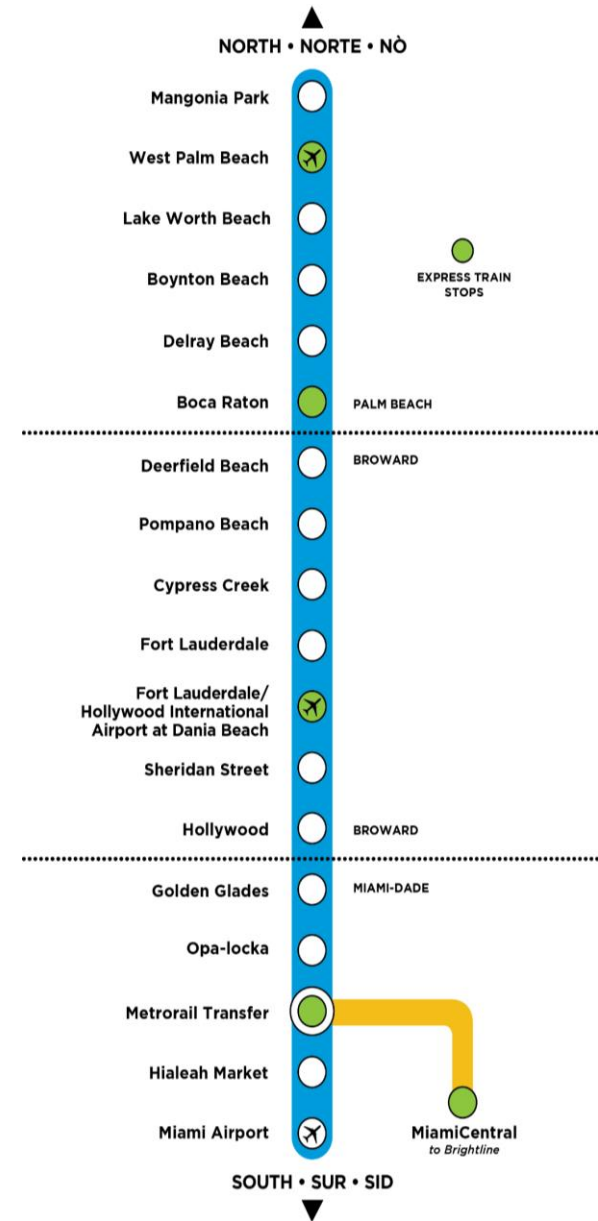 NORTH • NORTE • NÒ
Mangonia Park
West Palm Beach
Lake Worth Beach
EXPRESS TRAIN
STOPS
Boynton Beach
Delray Beach
Boca Raton
PALM BEACH
Deerfield Beach
BROWARD
Pompano Beach
Cypress Creek
Fort Lauderdale
Fort Lauderdale/
Hollywood International
Airport at Dania Beach
Sheridan Street
Hollywood
BROWARD
Golden Glades
MIAMI-DADE
Opa-locka
Metrorail Transfer
Hialeah Market
Miami Airport
MiamiCentral
to Brightline
SOUTH • SUR • SID